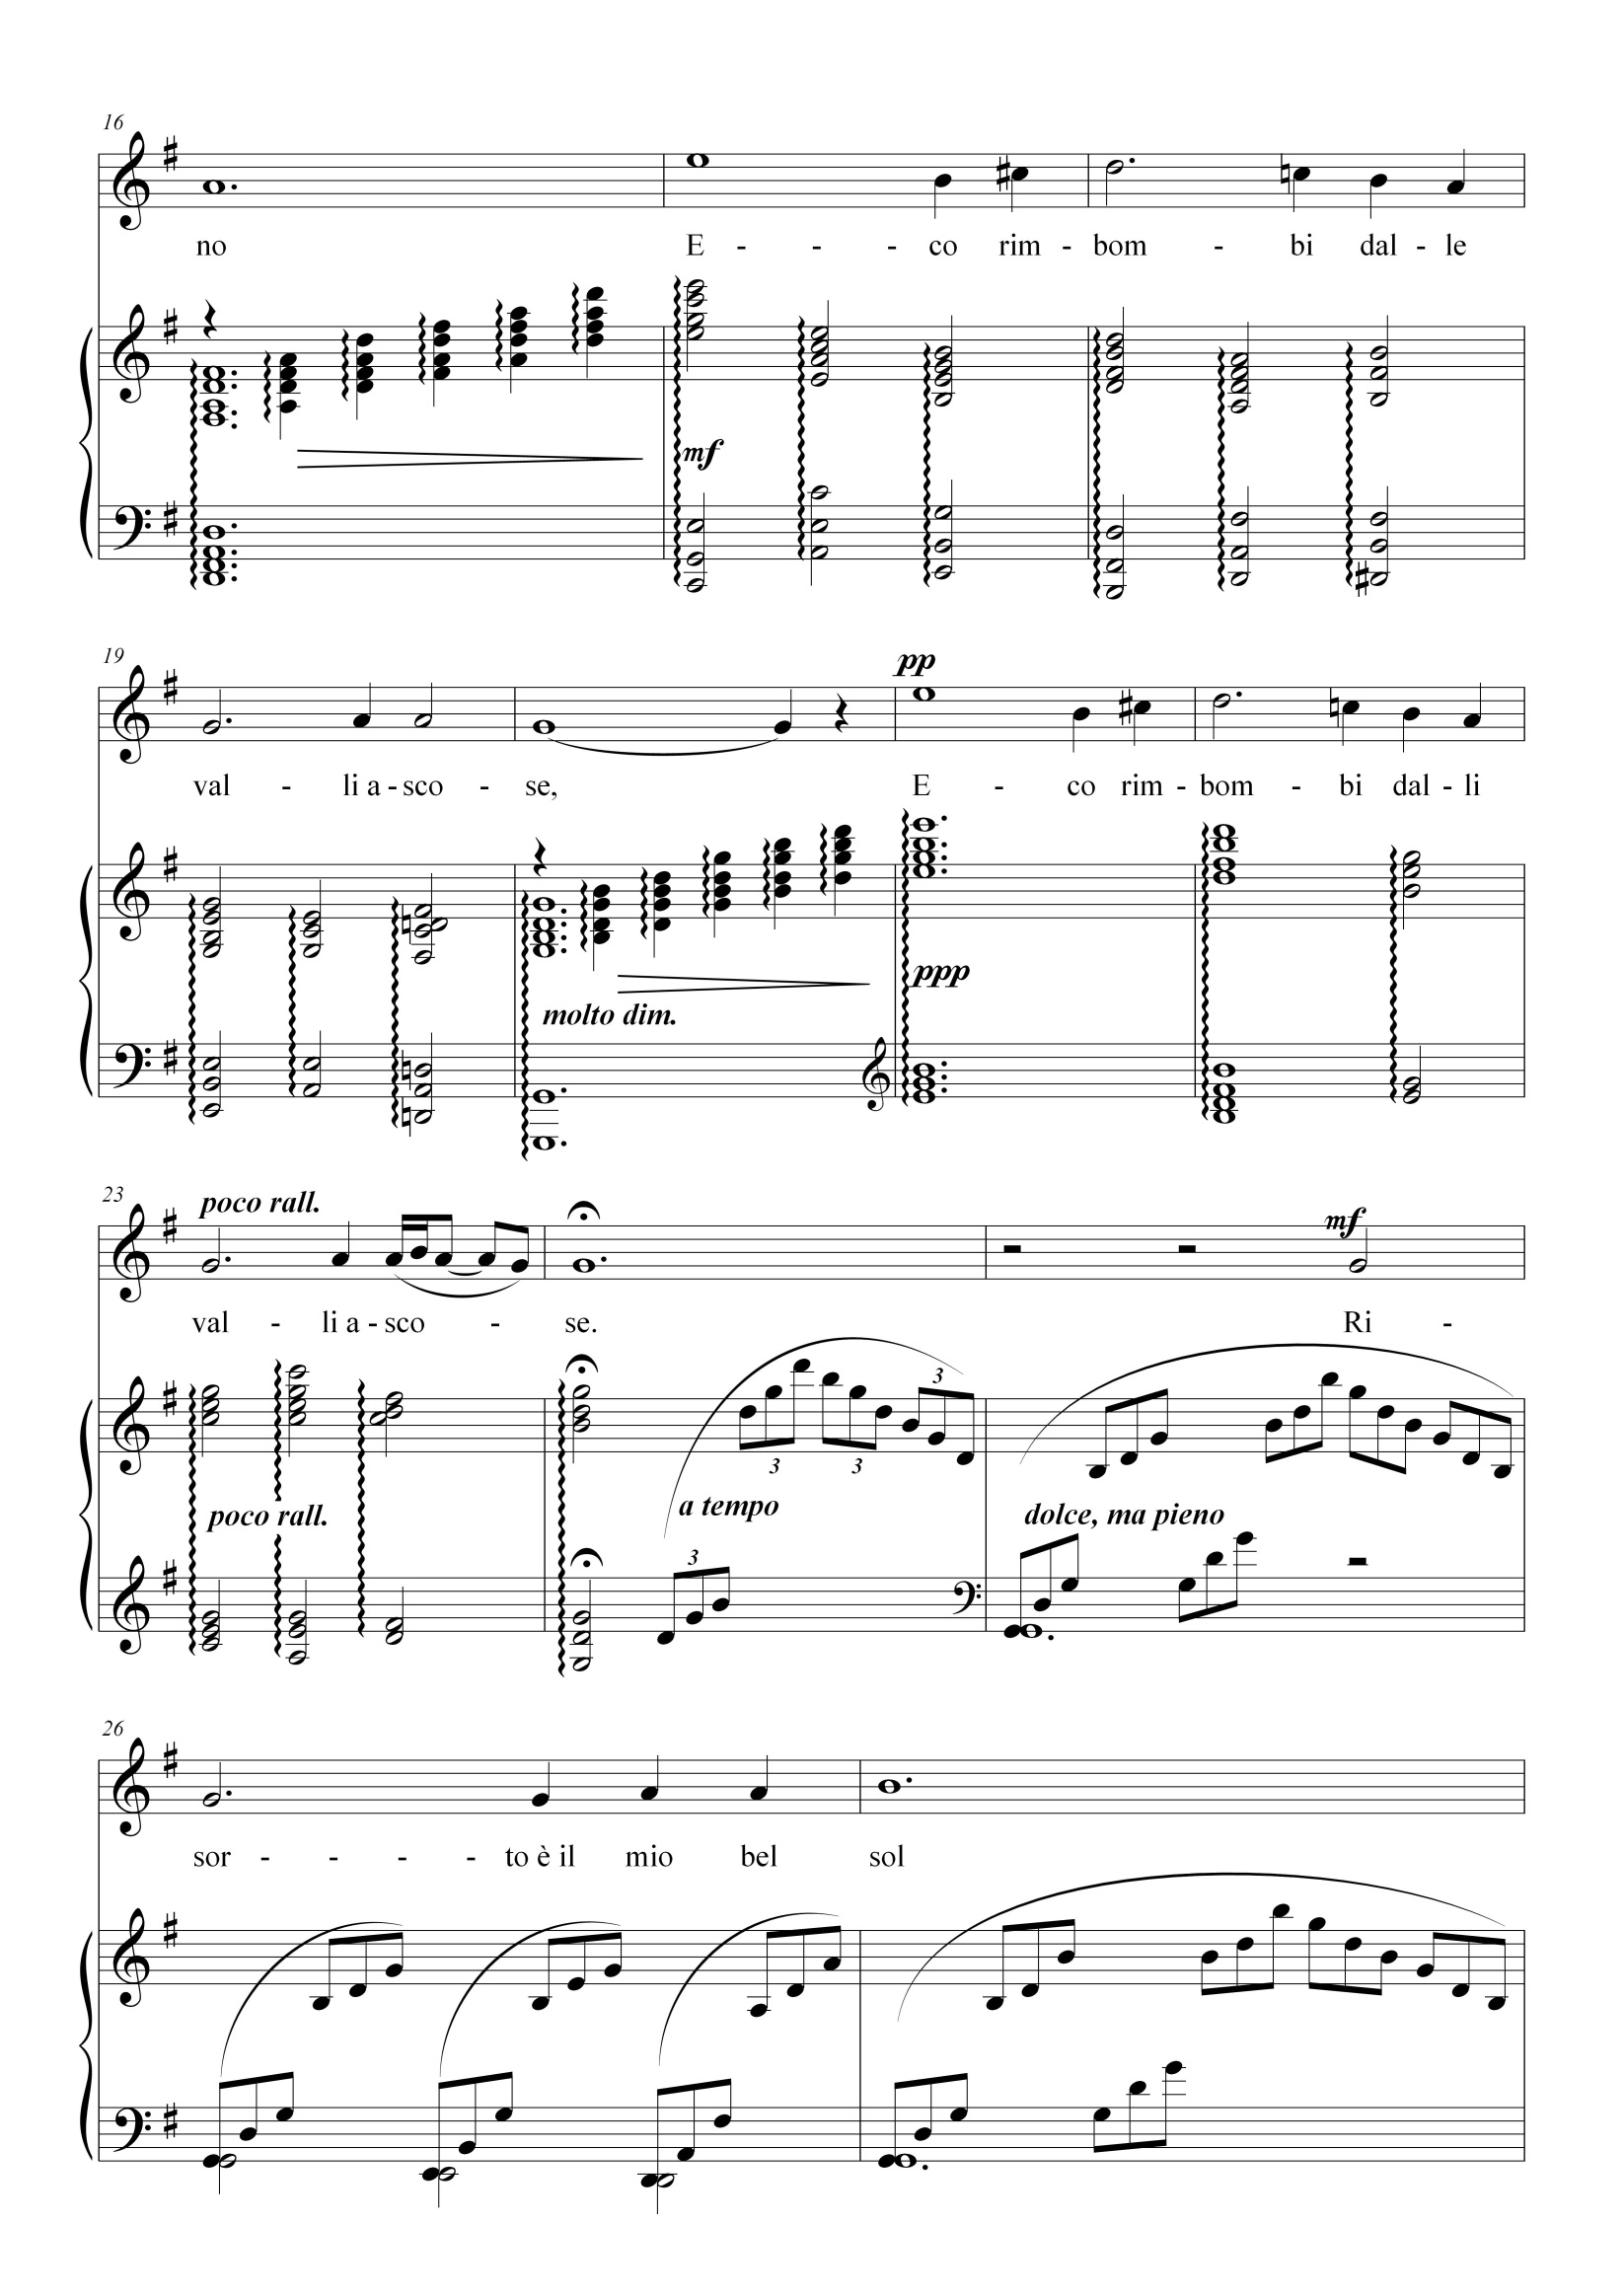 16
no E - - - co rim - bom - bi dal - le
mf
19
pp
val - li a - sco - se, E - co rim - bom - bi dal - li
ppp
molto dim.
23
poco rall.
mf
val - li a - sco - se. Ri -
3
3 3
poco rall. a tempo dolce, ma pieno
3
26
sor - - - to è il mio bel sol